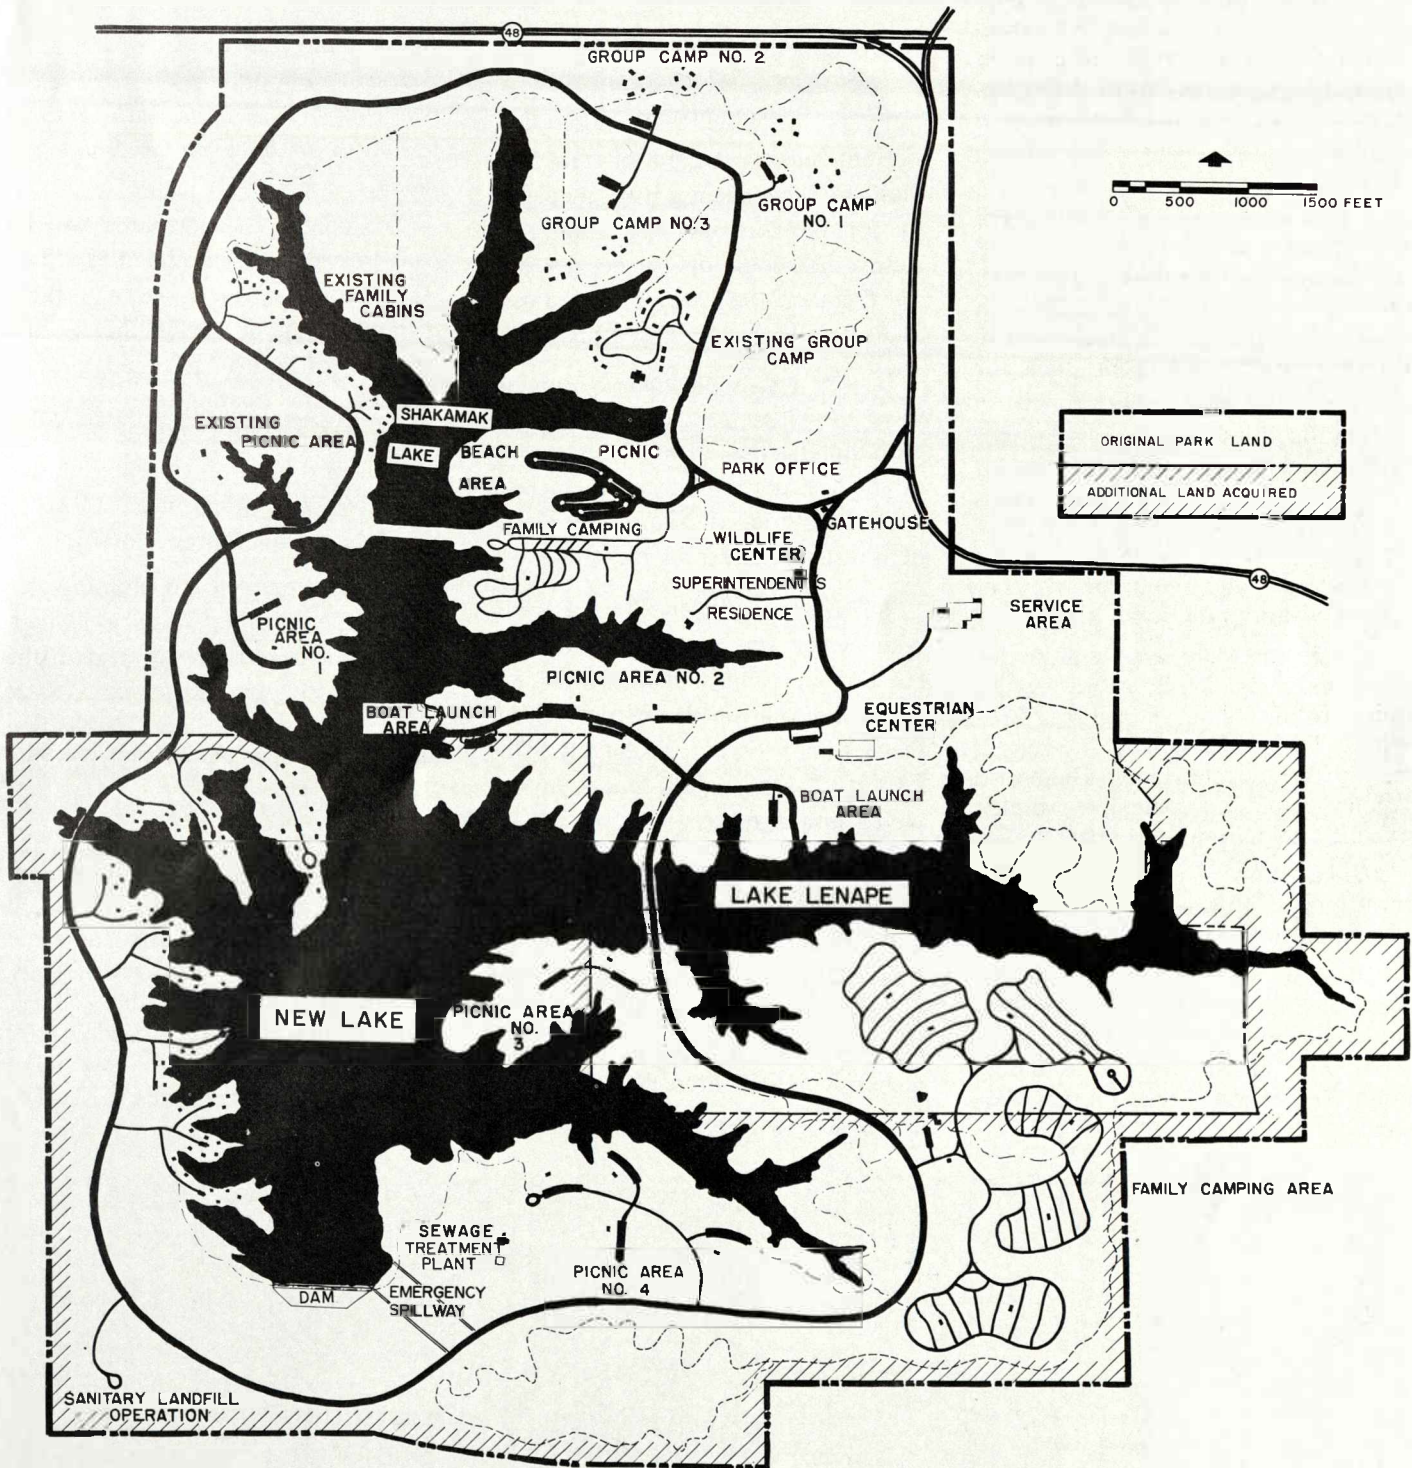 48
GROUP CAMP NO. 2
0 500 1000 1500 FEET
GROUP CAMP NO. 3
GROUP CAMP
NO. 1
EXISTING
FAMILY
CABINS
EXISTING GROUP
CAMP
SHAKAMAK
LAKE
EXISTING
PICNIC AREA
BEACH
AREA
PICNIC
PARK OFFICE
ORIGINAL PARK LAND
ADDITIONAL LAND ACQUIRED
FAMILY CAMPING
GATEHOUSE
WILDLIFE
CENTER
48
SUPERINTENDENT'S
RESIDENCE
SERVICE
AREA
PICNIC
AREA
NO.
1
PICNIC AREA NO. 2
BOAT LAUNCH
AREA
EQUESTRIAN
CENTER
BOAT LAUNCH
AREA
LAKE LENAPE
NEW LAKE
PICNIC AREA
NO.
3
FAMILY CAMPING AREA
SEWAGE
TREATMENT
PLANT
PICNIC AREA
NO. 4
DAM
EMERGENCY
SPILLWAY
SANITARY LANDFILL
OPERATION